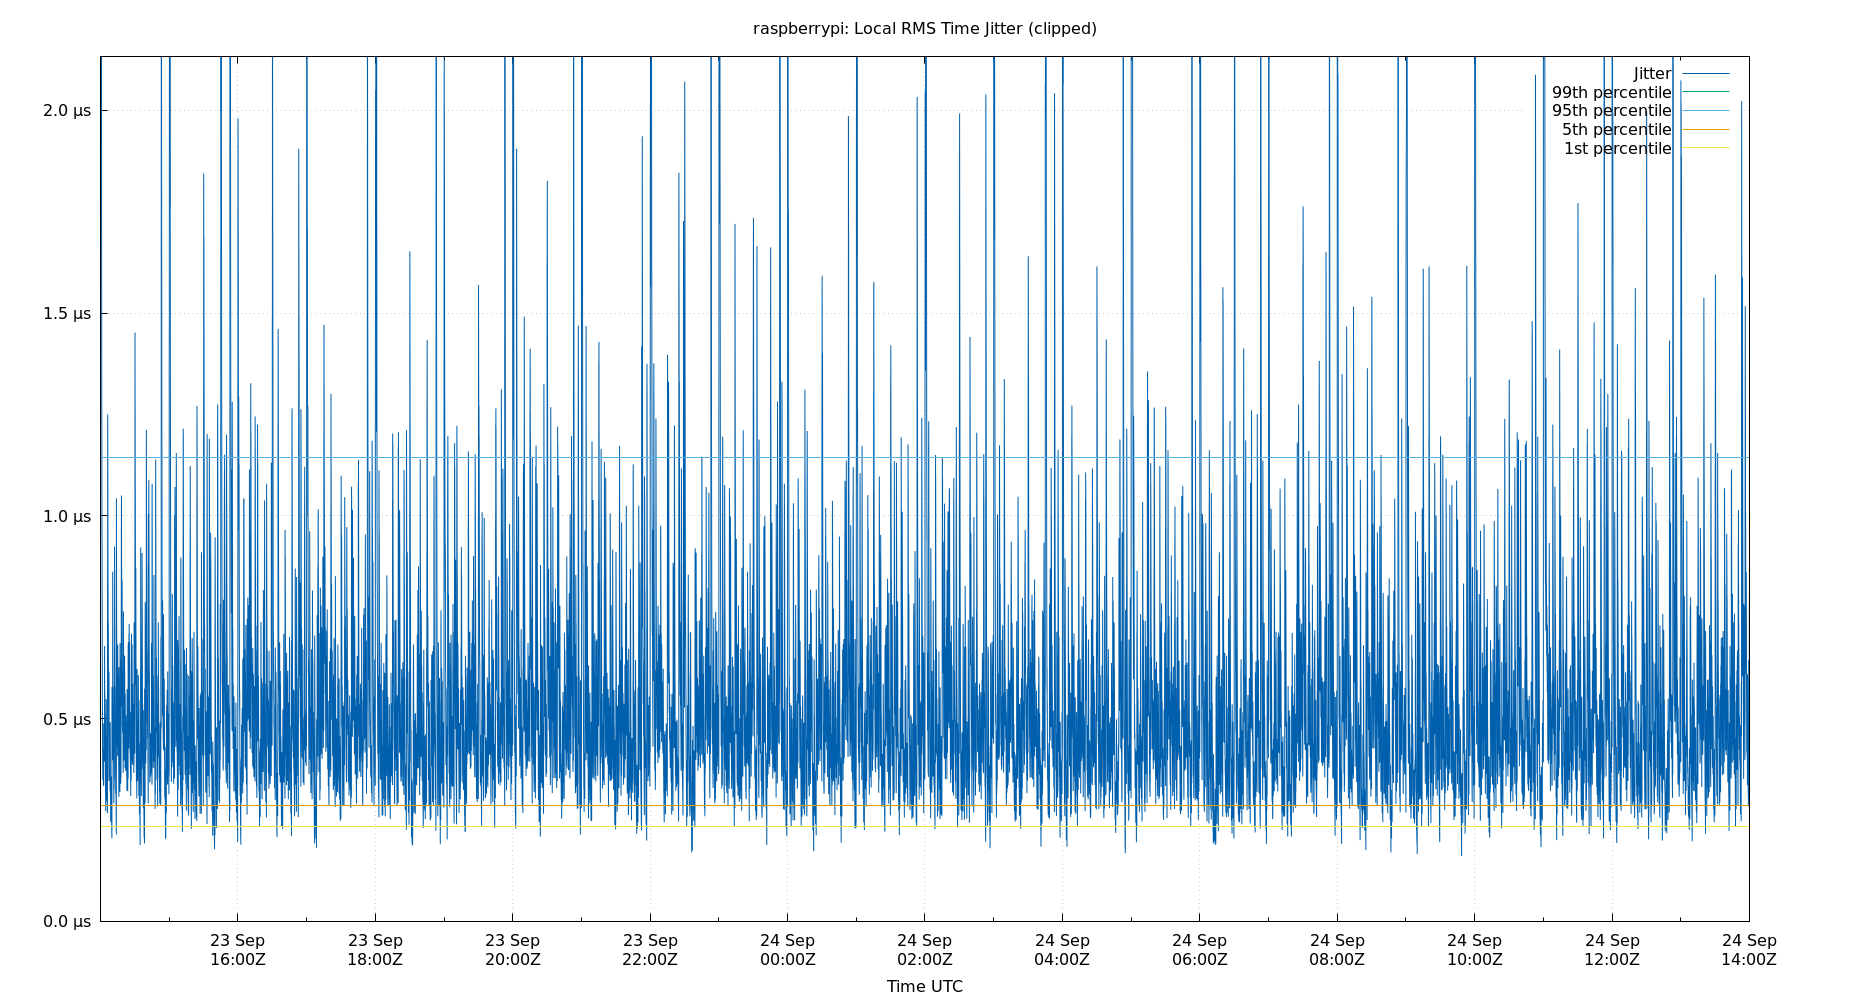 raspberrypi: Local RMS Time Jitter (clipped)
Jitter
99th percentile
95th percentile
5th percentile
1st percentile
2.0 µs
1.5 µs
1.0 µs
0.5 µs
0.0 µs
23 Sep 23 Sep 23 Sep 23 Sep 24 Sep 24 Sep 24 Sep 24 Sep 24 Sep 24 Sep 24 Sep 24 Sep
16:00Z 18:00Z 20:00Z 22:00Z 00:00Z 02:00Z 04:00Z 06:00Z 08:00Z 10:00Z 12:00Z 14:00Z
Time UTC